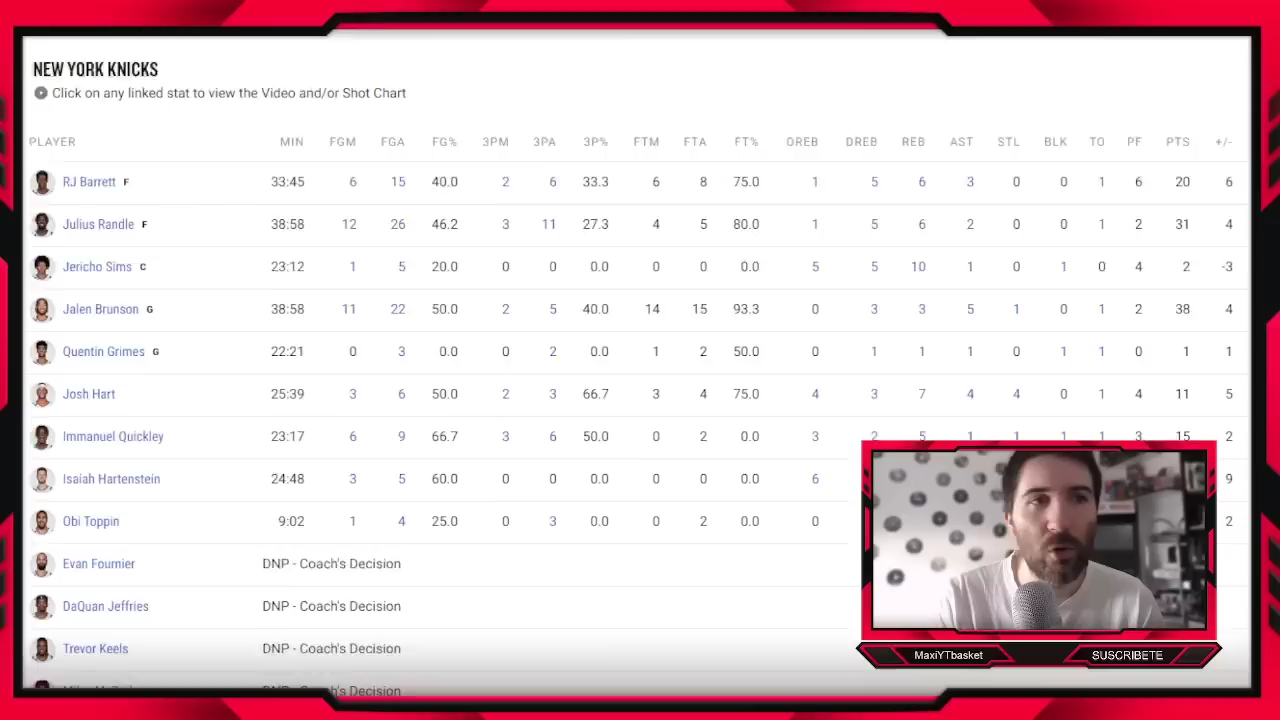 NEW YORK KNICKS
Click on any linked stat to view the Video and/or Shot Chart
PLAYER MIN FGM FGA FG% 3PM 3PA 3P% FTM FTA FT% OREB DREB REB AST STL BLK TO PF PTS +/-
RJ Barrett F 33:45 6 15 40.0 2 6 33.3 6 8 75.0 1 5 6 3 0 0 1 6 20 6
Julius Randle F 38:58 12 26 46.2 3 11 27.3 4 5 80.0 1 5 6 2 0 0 1 2 31 4
Jericho Sims C 23:12 1 5 20.0 0 0 0.0 0 0 0.0 5 5 10 1 0 1 0 4 2 -3
Jalen Brunson G 38:58 11 22 50.0 2 5 40.0 14 15 93.3 0 3 3 5 1 0 1 2 38 4
Quentin Grimes G 22:21 0 3 0.0 0 2 0.0 1 2 50.0 0 1 1 1 0 1 1 0 1 1
Josh Hart 25:39 3 6 50.0 2 3 66.7 3 4 75.0 4 3 7 4 4 0 1 4 11 5
Immanuel Quickley 23:17 6 9 66.7 3 6 50.0 0 2 0.0 3 2 5 1 1 1 1 3 15 2
Isaiah Hartenstein 24:48 3 5 60.0 0 0 0.0 0 0 0.0 6 9
Obi Toppin 9:02 1 4 25.0 0 3 0.0 0 2 0.0 0 2
Evan Fournier DNP - Coach's Decision
DaQuan Jeffries DNP - Coach's Decision
Trevor Keels DNP - Coach's Decision
DNP - Coach's Decision
MaxiYTbasket SUSCRIBETE